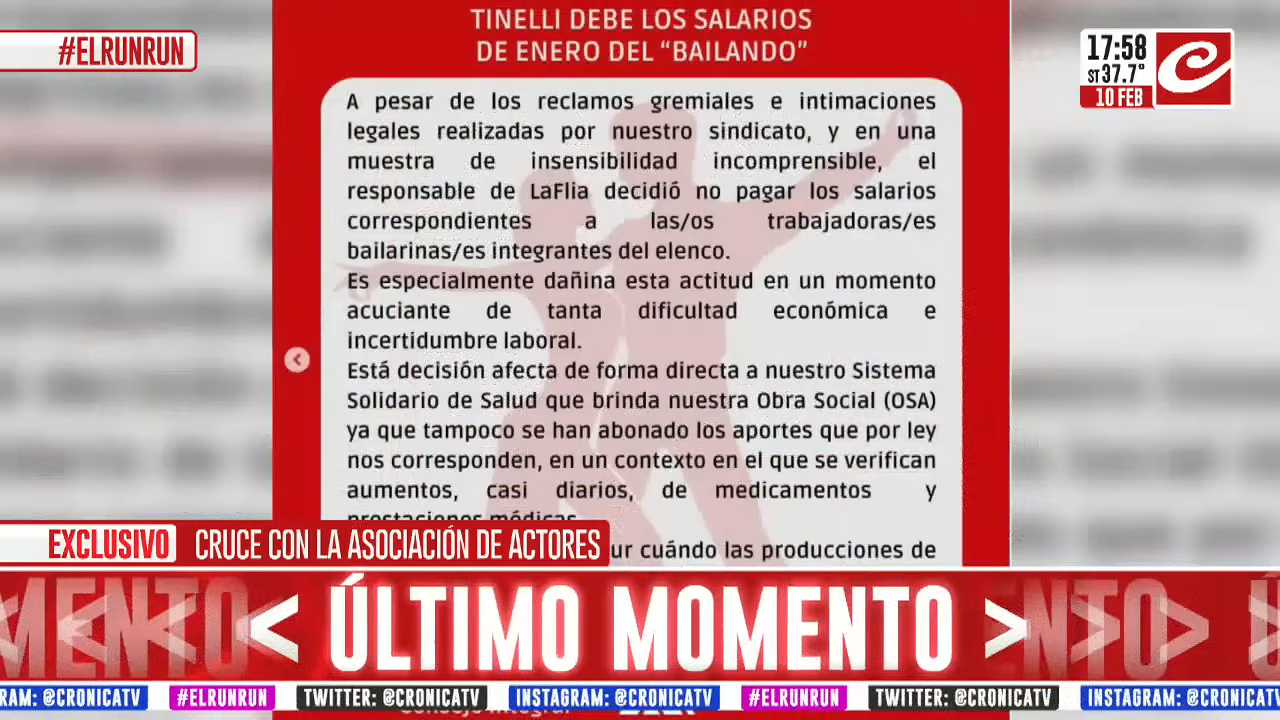 #ELRUNRUN
TINELLI DEBE LOS SALARIOS
DE ENERO DEL “BAILANDO”
17:58
ST 37.7°
10 FEB
A pesar de los reclamos gremiales e intimaciones
legales realizadas por nuestro sindicato, y en una
muestra de insensibilidad incomprensible, el
responsable de LaFlia decidió no pagar los salarios
correspondientes a las/os trabajadoras/es
bailarinas/es integrantes del elenco.
Es especialmente dañina esta actitud en un momento
acuciante de tanta dificultad económica e
incertidumbre laboral.
Está decisión afecta de forma directa a nuestro Sistema
Solidario de Salud que brinda nuestra Obra Social (OSA)
ya que tampoco se han abonado los aportes que por ley
nos corresponden, en un contexto en el que se verifican
aumentos, casi diarios, de medicamentos y
prestaciones médicas.
cuándo las producciones de
EXCLUSIVO CRUCE CON LA ASOCIACIÓN DE ACTORES
MENTO < ÚLTIMO MOMENTO > NTO
RAM: @CRONICATV #ELRUNRUN TWITTER: @CRONICATV INSTAGRAM: @CRONICATV #ELRUNRUN TWITTER: @CRONICATV INSTAGRAM: @CRONICATV